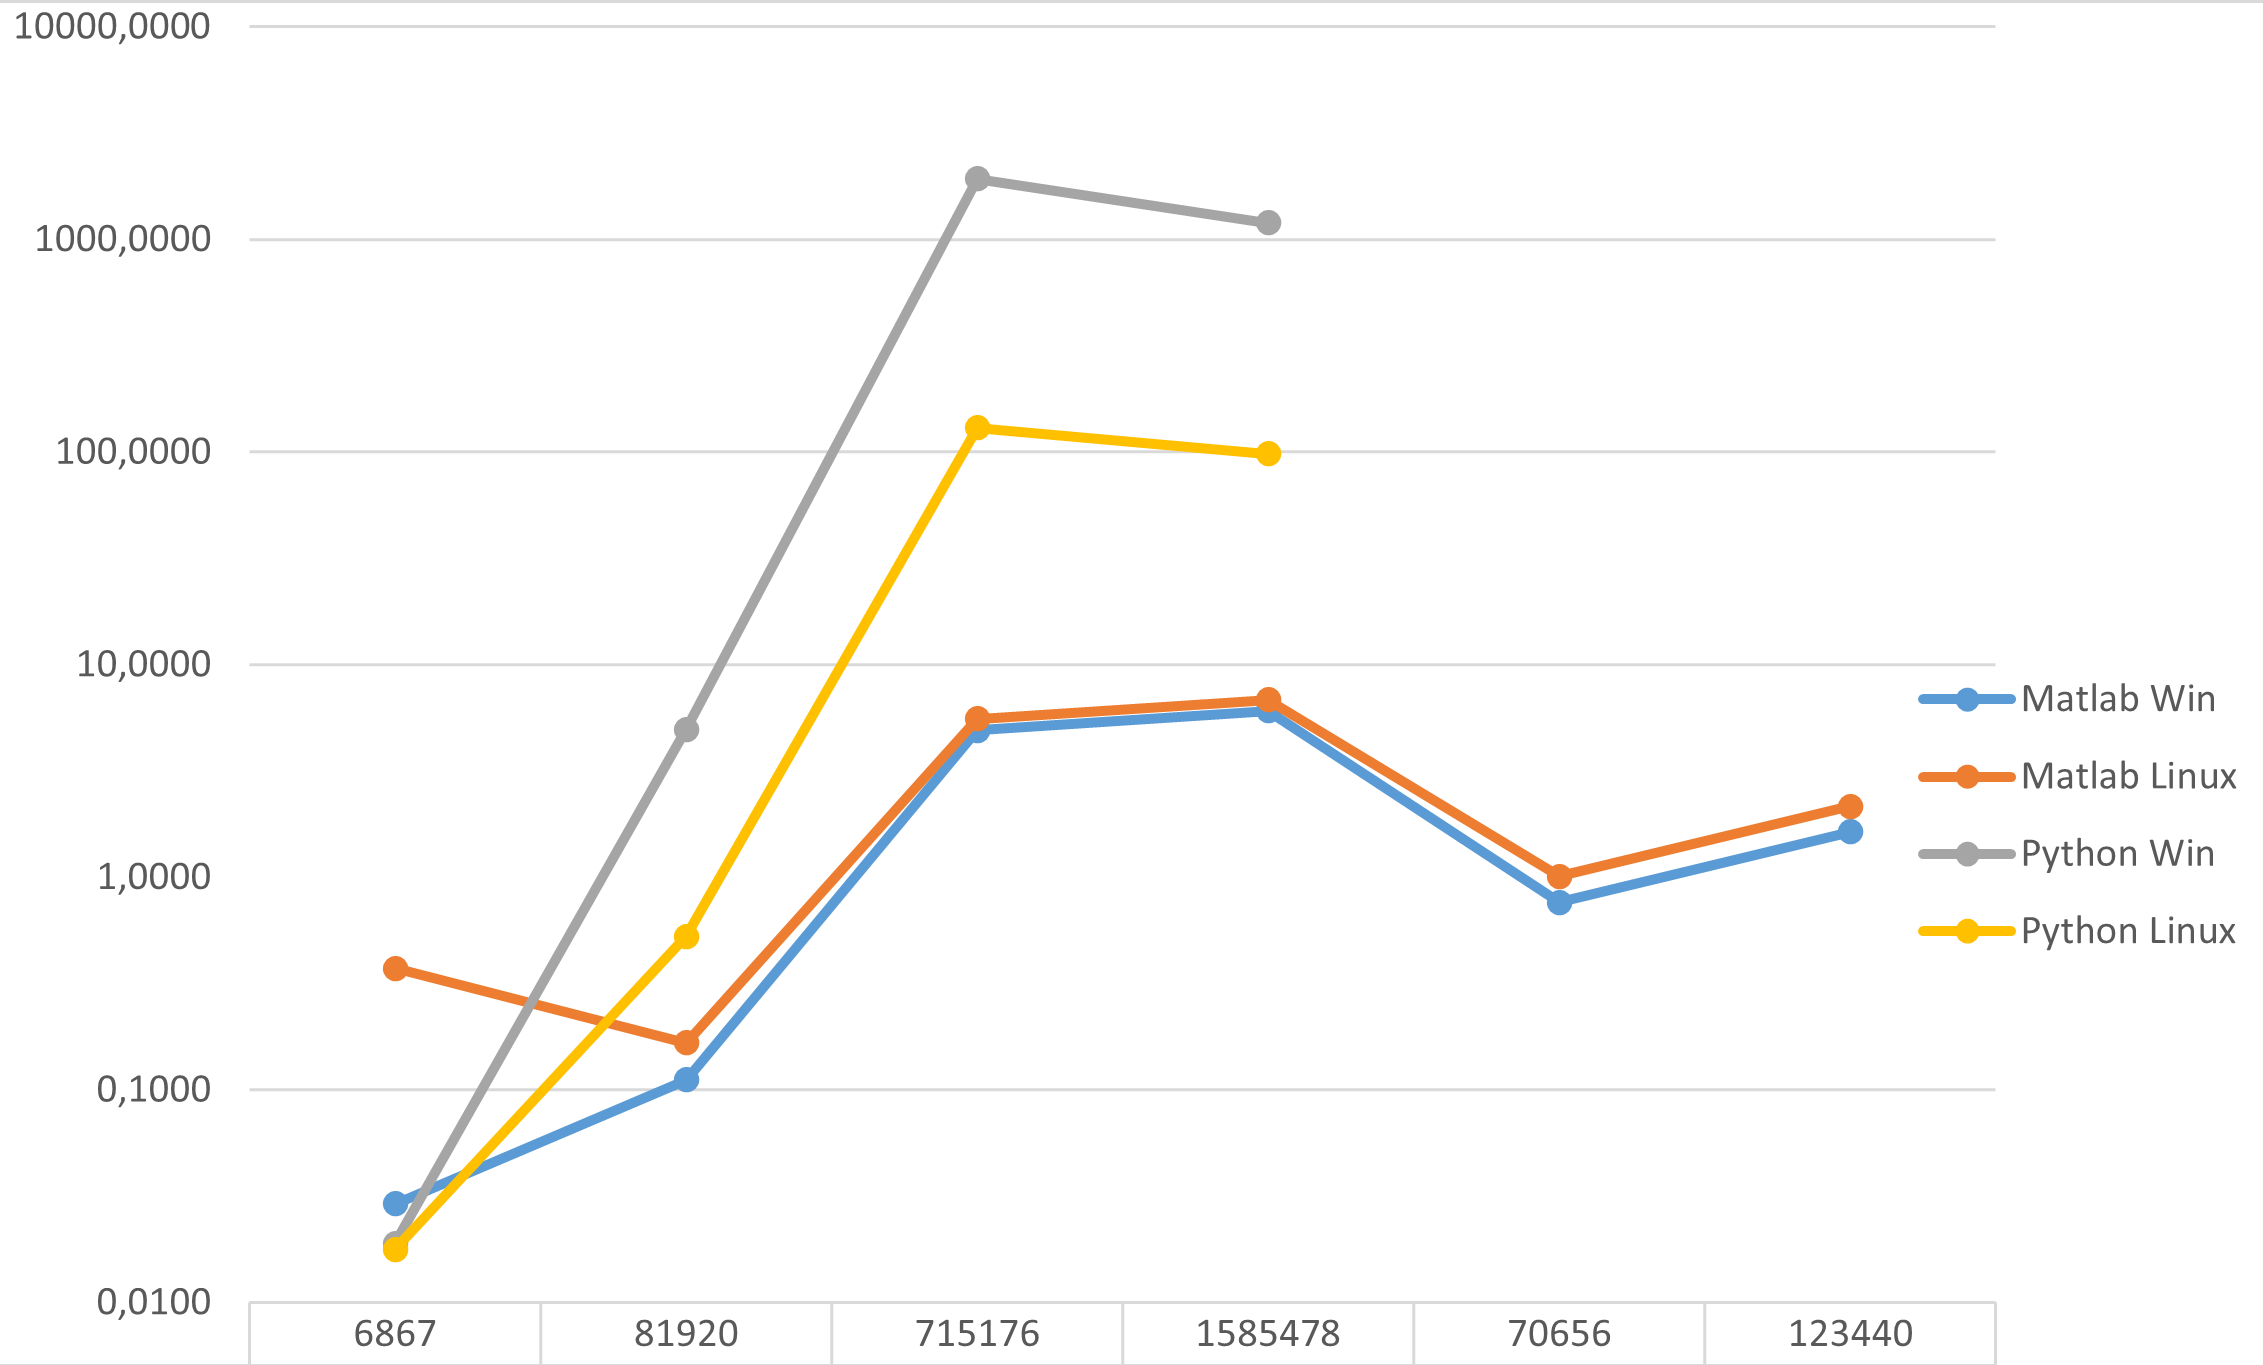 10000,0000
1000,0000
100,0000
10,0000
1,0000
0,1000
0,0100
6867 81920 715176 1585478 70656 123440
Matlab Win
Matlab Linux
Python Win
Python Linux